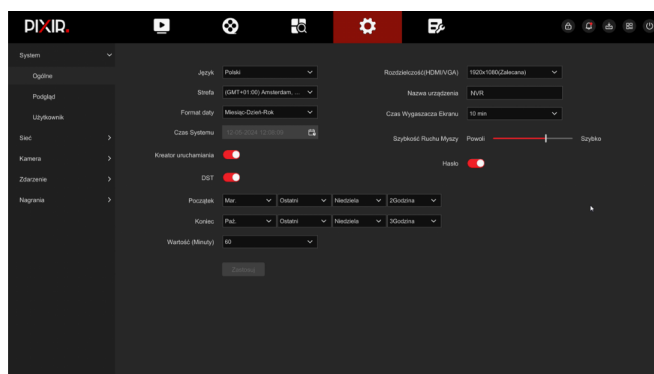 PIXIR.
System
Ogólne
Podgląd
Użytkownik
Sieć
Kamera
Zdarzenie
Nagrania
Język Polski
Strefa (GMT+01:00) Amsterdam, ...
Format daty Miesiąc-Dzień-Rok
Czas Systemu
Kreator uruchamiania
DST
Początek Mar. Ostatni Niedziela 2Godzina
Koniec Paź. Ostatni Niedziela 3Godzina
Wartość (Minuty) 60
Zastosuj
Rozdzielczość(HDMI/VGA) 1920x1080(Zalecana)
Nazwa urządzenia NVR
Czas Wygaszacza Ekranu 10 min
Szybkość Ruchu Myszy Powoli Szybko
Hasło